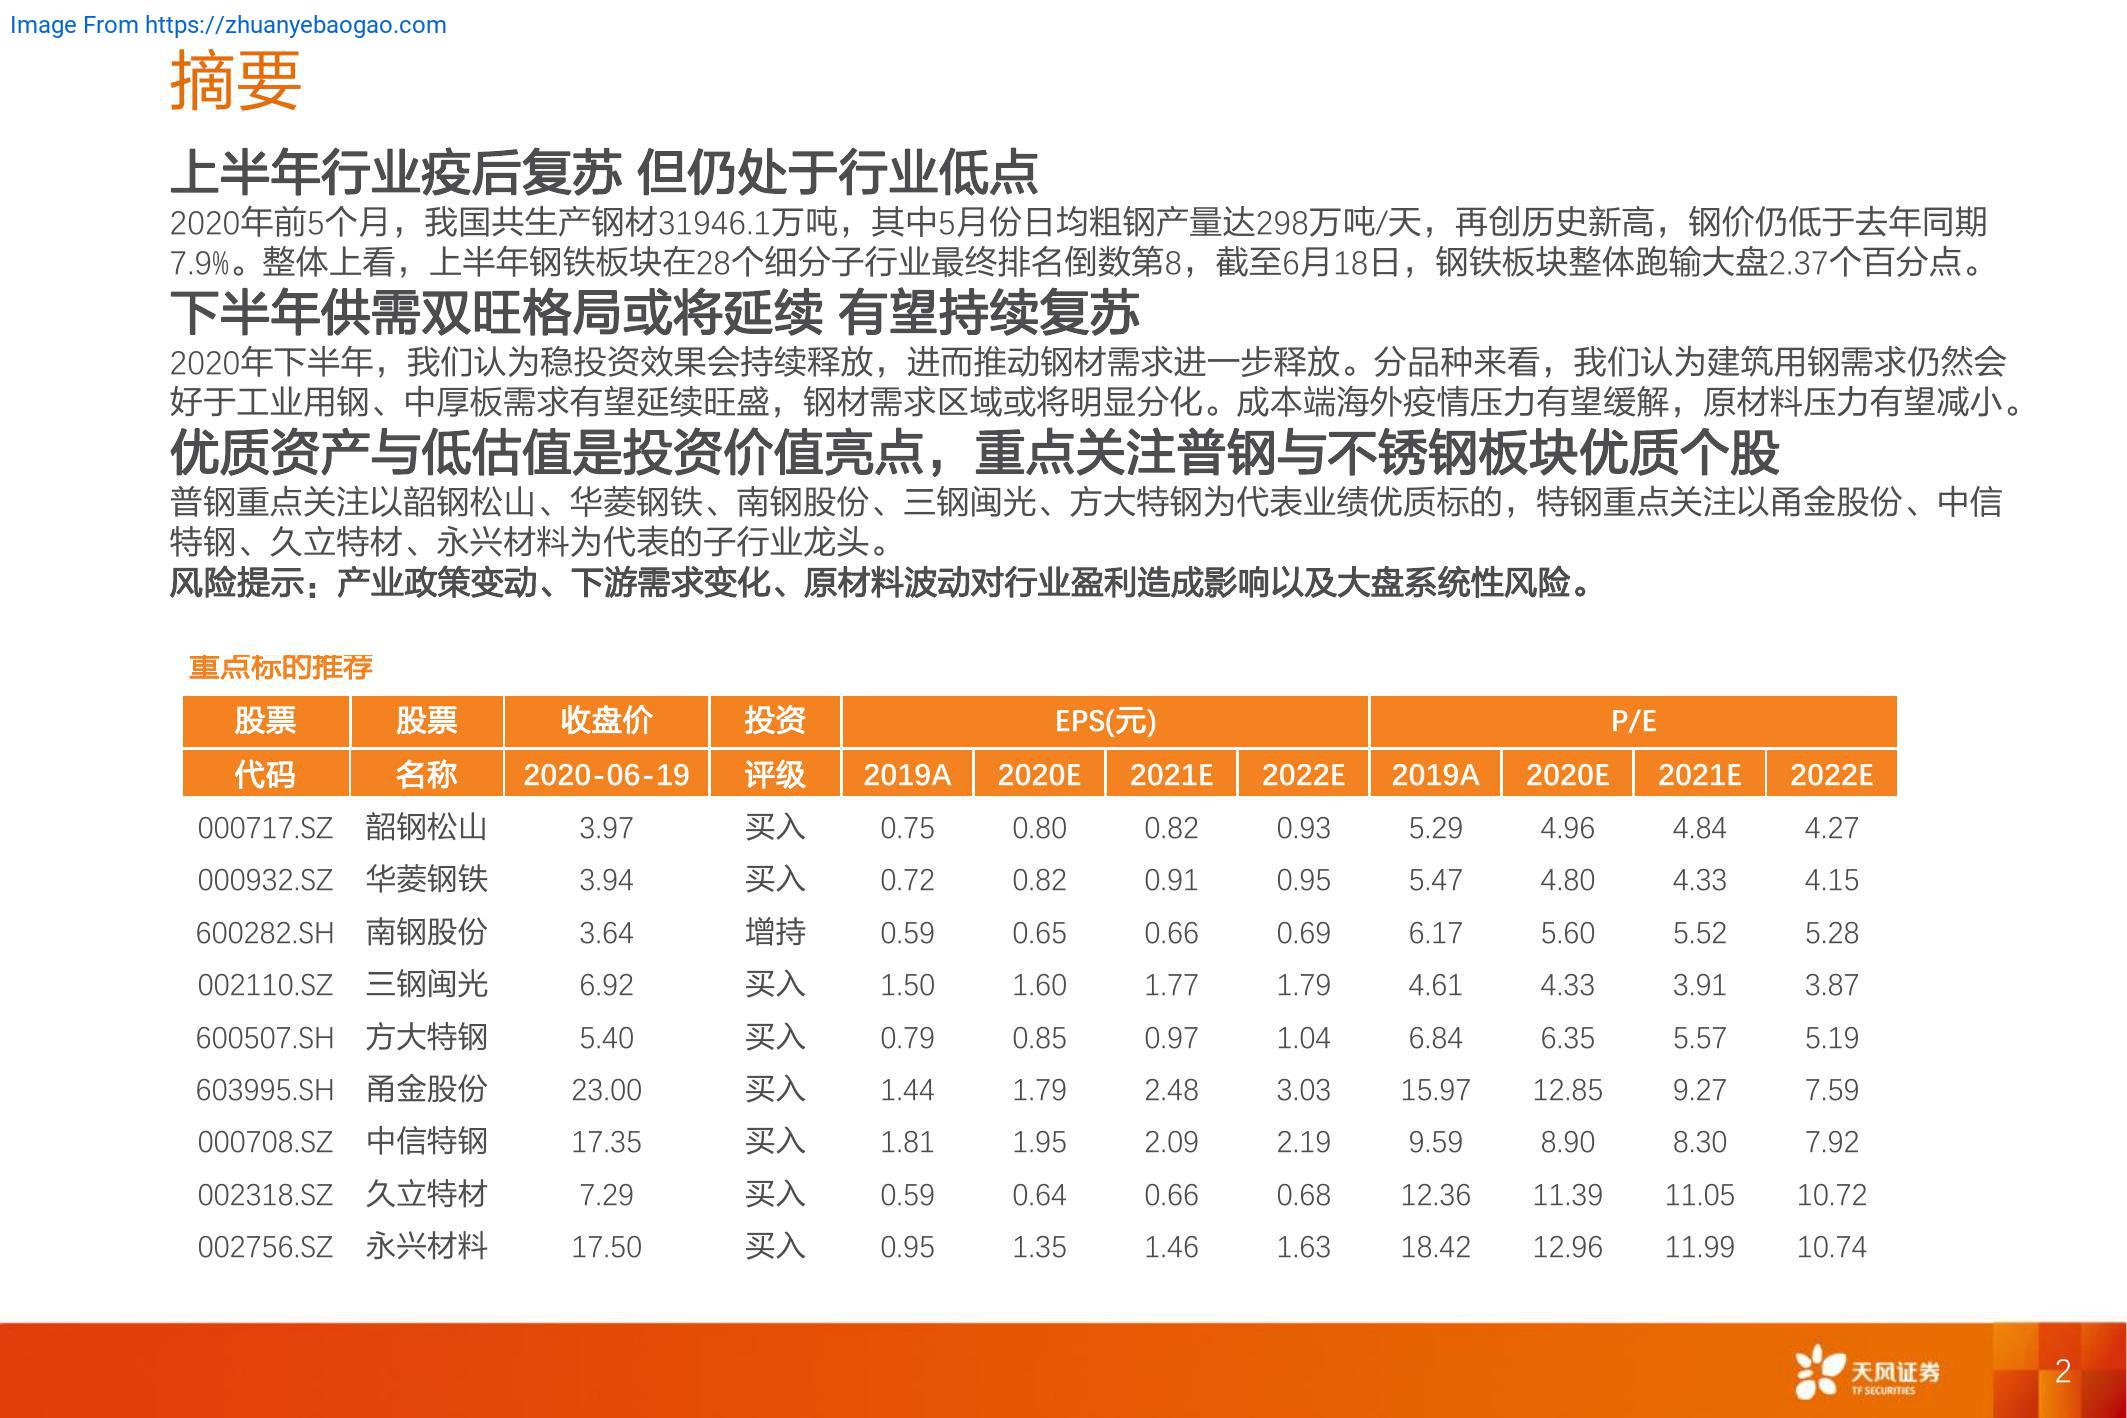 Image From https://zhuanyebaogao.com
摘要
上半年行业疫后复苏 但仍处于行业低点
2020年前5个月，我国共生产钢材31946.1万吨，其中5月份日均粗钢产量达298万吨/天，再创历史新高，钢价仍低于去年同期
7.9%。整体上看，上半年钢铁板块在28个细分子行业最终排名倒数第8，截至6月18日，钢铁板块整体跑输大盘2.37个百分点。
下半年供需双旺格局或将延续 有望持续复苏
2020年下半年，我们认为稳投资效果会持续释放，进而推动钢材需求进一步释放。分品种来看，我们认为建筑用钢需求仍然会
好于工业用钢、中厚板需求有望延续旺盛，钢材需求区域或将明显分化。成本端海外疫情压力有望缓解，原材料压力有望减小。
优质资产与低估值是投资价值亮点，重点关注普钢与不锈钢板块优质个股
普钢重点关注以韶钢松山、华菱钢铁、南钢股份、三钢闽光、方大特钢为代表业绩优质标的，特钢重点关注以甬金股份、中信
特钢、久立特材、永兴材料为代表的子行业龙头。
风险提示：产业政策变动、下游需求变化、原材料波动对行业盈利造成影响以及大盘系统性风险。
重点标的推荐
股票 股票 收盘价 投资 EPS(元) P/E
代码 名称 2020-06-19 评级 2019A 2020E 2021E 2022E 2019A 2020E 2021E 2022E
000717.SZ 韶钢松山 3.97 买入 0.75 0.80 0.82 0.93 5.29 4.96 4.84 4.27
000932.SZ 华菱钢铁 3.94 买入 0.72 0.82 0.91 0.95 5.47 4.80 4.33 4.15
600282.SH 南钢股份 3.64 增持 0.59 0.65 0.66 0.69 6.17 5.60 5.52 5.28
002110.SZ 三钢闽光 6.92 买入 1.50 1.60 1.77 1.79 4.61 4.33 3.91 3.87
600507.SH 方大特钢 5.40 买入 0.79 0.85 0.97 1.04 6.84 6.35 5.57 5.19
603995.SH 甬金股份 23.00 买入 1.44 1.79 2.48 3.03 15.97 12.85 9.27 7.59
000708.SZ 中信特钢 17.35 买入 1.81 1.95 2.09 2.19 9.59 8.90 8.30 7.92
002318.SZ 久立特材 7.29 买入 0.59 0.64 0.66 0.68 12.36 11.39 11.05 10.72
002756.SZ 永兴材料 17.50 买入 0.95 1.35 1.46 1.63 18.42 12.96 11.99 10.74
天风证券
TF SECURITIES
2